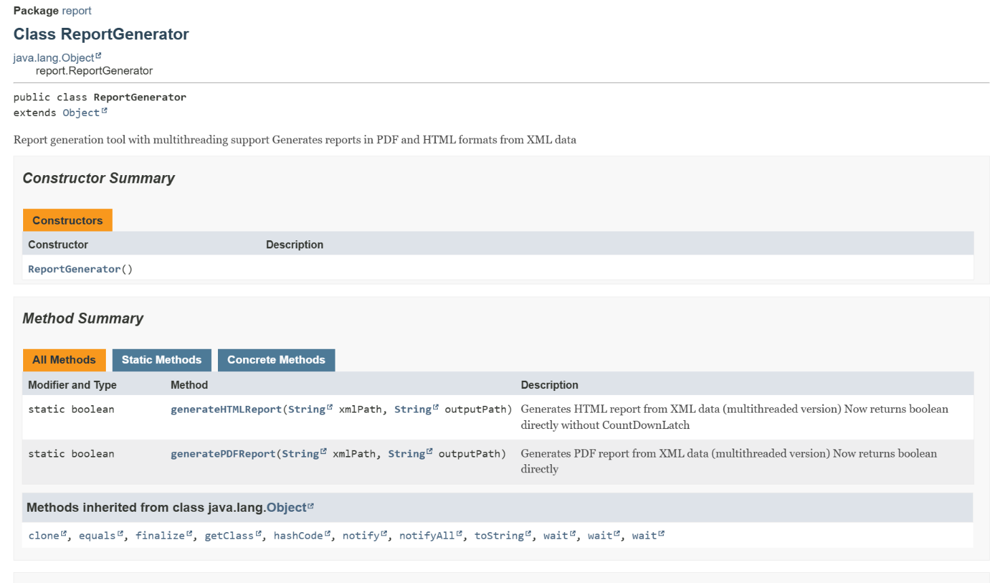 Package report
Class ReportGenerator
java.lang.Object
report.ReportGenerator
public class ReportGenerator
extends Object
Report generation tool with multithreading support Generates reports in PDF and HTML formats from XML data
Constructor Summary
Constructors
Constructor Description
ReportGenerator()
Method Summary
All Methods Static Methods Concrete Methods
Modifier and Type Method Description
static boolean generateHTMLReport(String xmlPath, String outputPath) Generates HTML report from XML data (multithreaded version) Now returns boolean
directly without CountDownLatch
static boolean generatePDFReport(String xmlPath, String outputPath) Generates PDF report from XML data (multithreaded version) Now returns boolean
directly
Methods inherited from class java.lang.Object
clone, equals, finalize, getClass, hashCode, notify, notifyAll, toString, wait, wait, wait